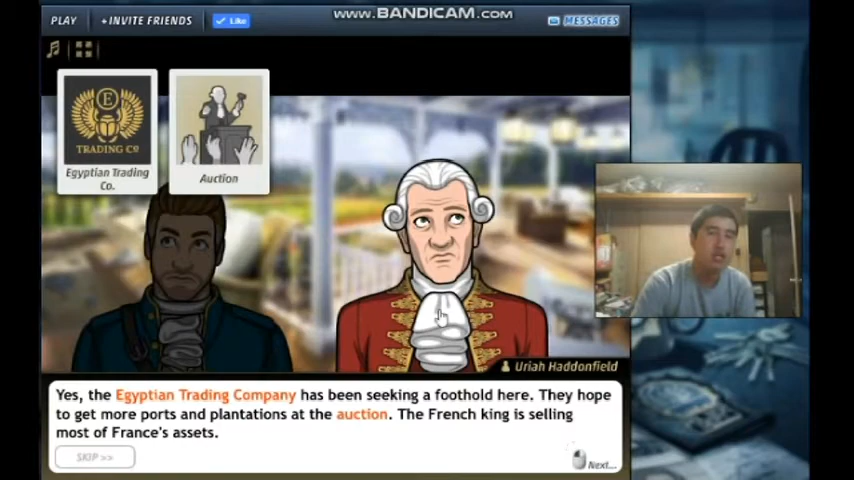 WWW.BANDICAM.COM
PLAY
+INVITE FRIENDS
Like
MESSAGES
E
TRADING Cº
Egyptian Trading
Co.
Auction
Uriah Haddonfield
Yes, the Egyptian Trading Company has been seeking a foothold here. They hope
to get more ports and plantations at the auction. The French king is selling
most of France's assets.
SKIP >>
Next...